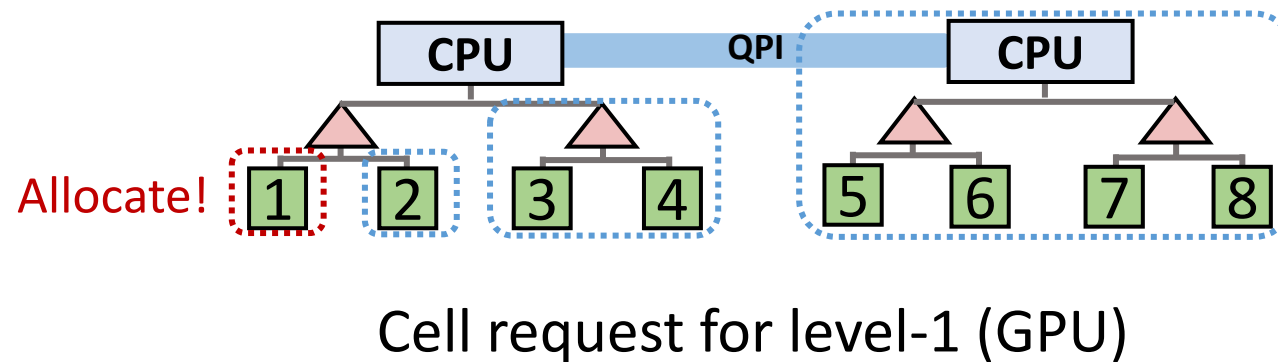 CPU QPI CPU
Allocate! 1 2 3 4 5 6 7 8
Cell request for level-1 (GPU)